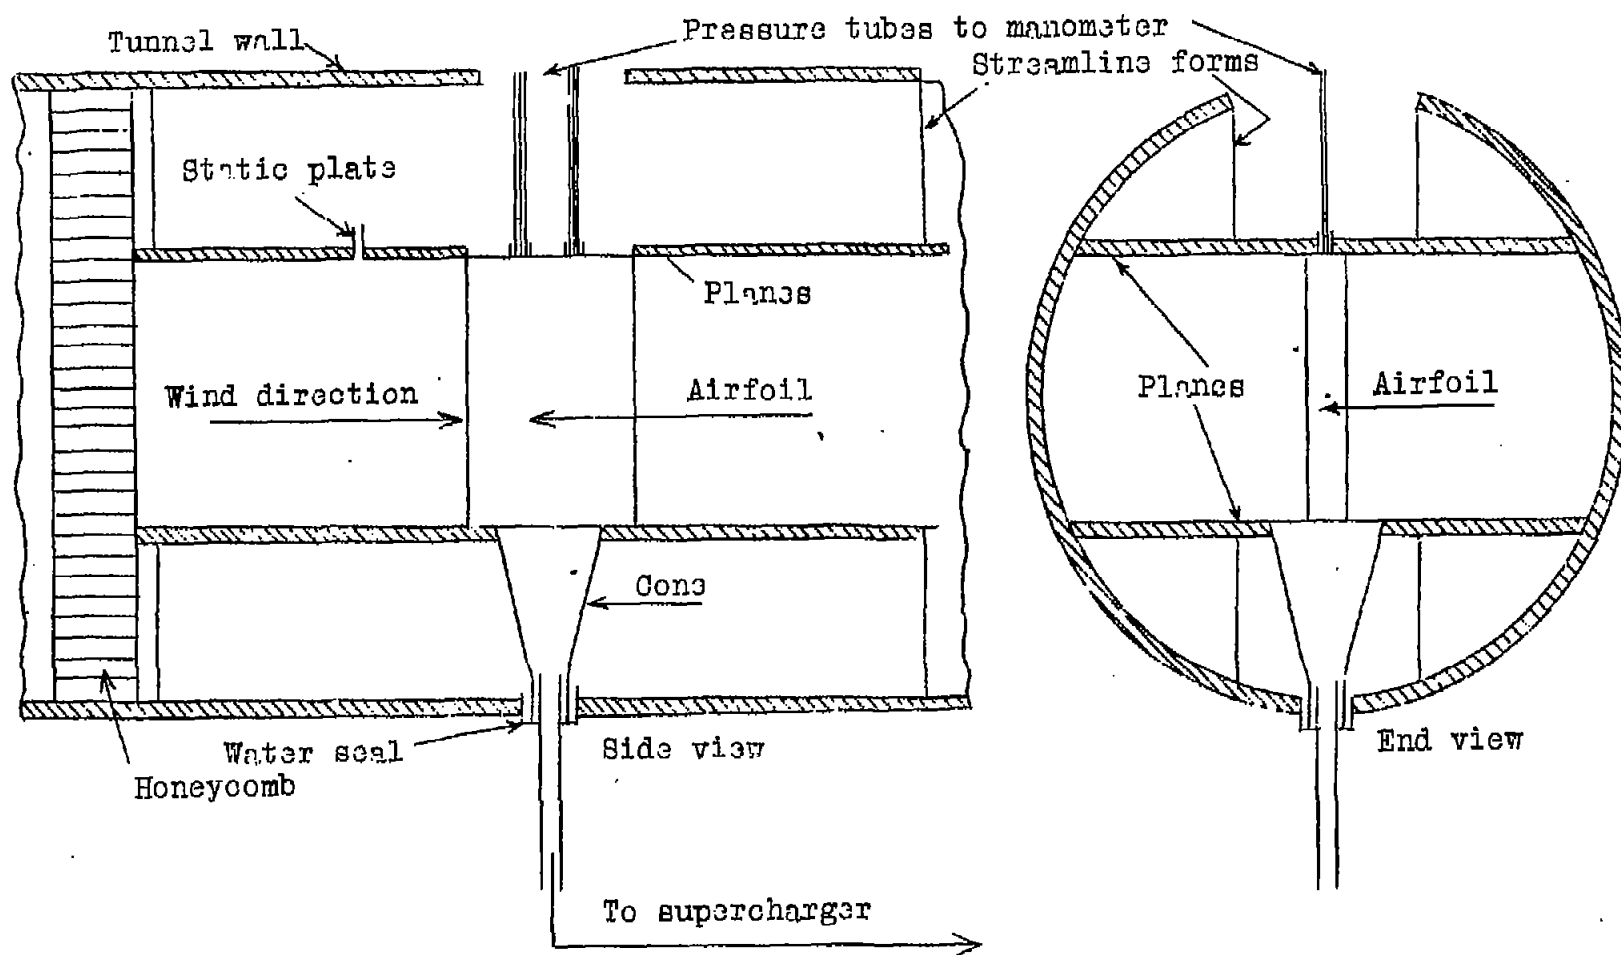 Pressure tubes to manometer
Tunnel wall
Streamline forms
Static plate
Planes
Wind direction
Airfoil
Planes
Airfoil
Cone
Water seal
Side view
End view
Honeycomb
To supercharger